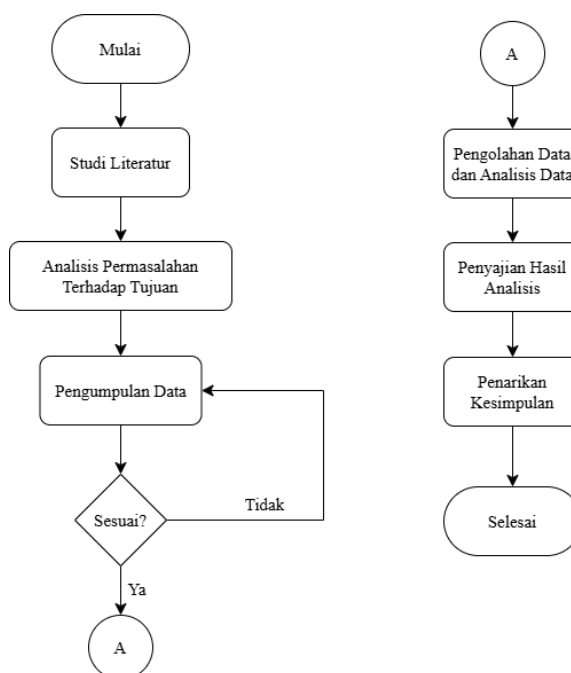 Mulai
Studi Literatur
Analisis Permasalahan
Terhadap Tujuan
Pengumpulan Data
Sesuai?
Tidak
Ya
A
A
Pengolahan Data
dan Analisis Data
Penyajian Hasil
Analisis
Penarikan
Kesimpulan
Selesai